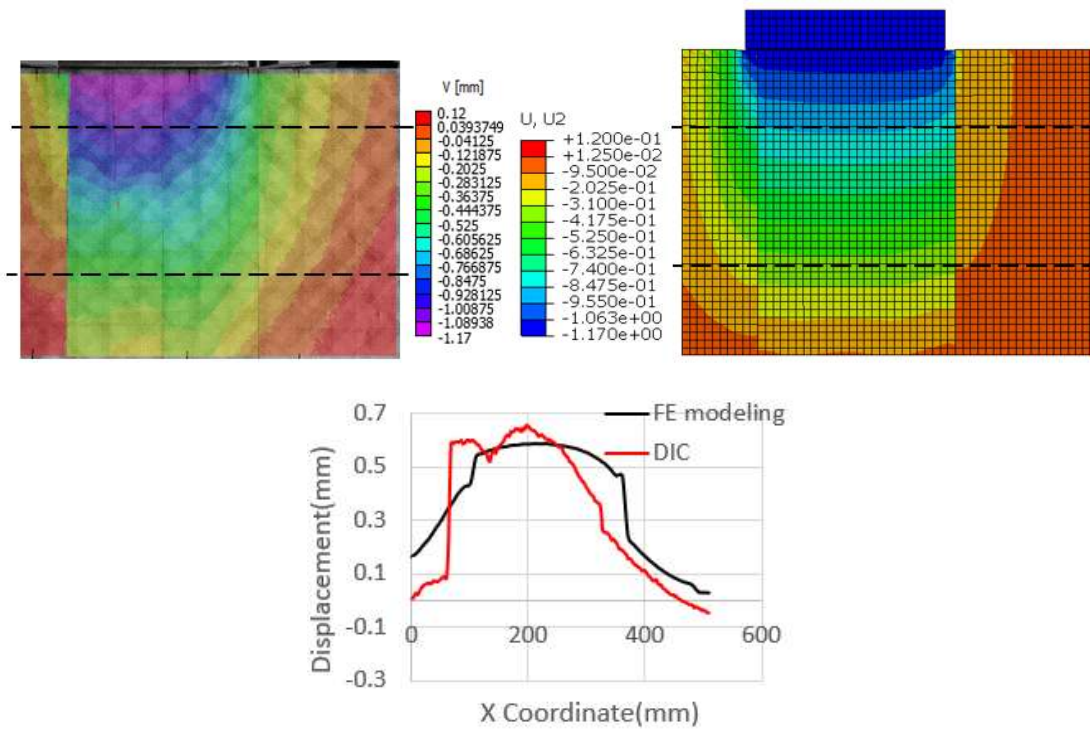 V [mm]
0.12
0.0393749
-0.04125
-0.121875
-0.2025
-0.283125
-0.36375
-0.444375
-0.525
-0.605625
-0.68625
-0.766875
-0.8475
-0.928125
-1.00875
-1.08938
-1.17
U, U2
+1.200e-01
+1.250e-02
-9.500e-02
-2.025e-01
-3.100e-01
-4.175e-01
-5.250e-01
-6.325e-01
-7.400e-01
-8.475e-01
-9.550e-01
-1.063e+00
-1.170e+00
0.7
0.5
0.3
0.1
-0.1
-0.3
Displacement(mm)
FE modeling
DIC
0
200
400
600
X Coordinate(mm)